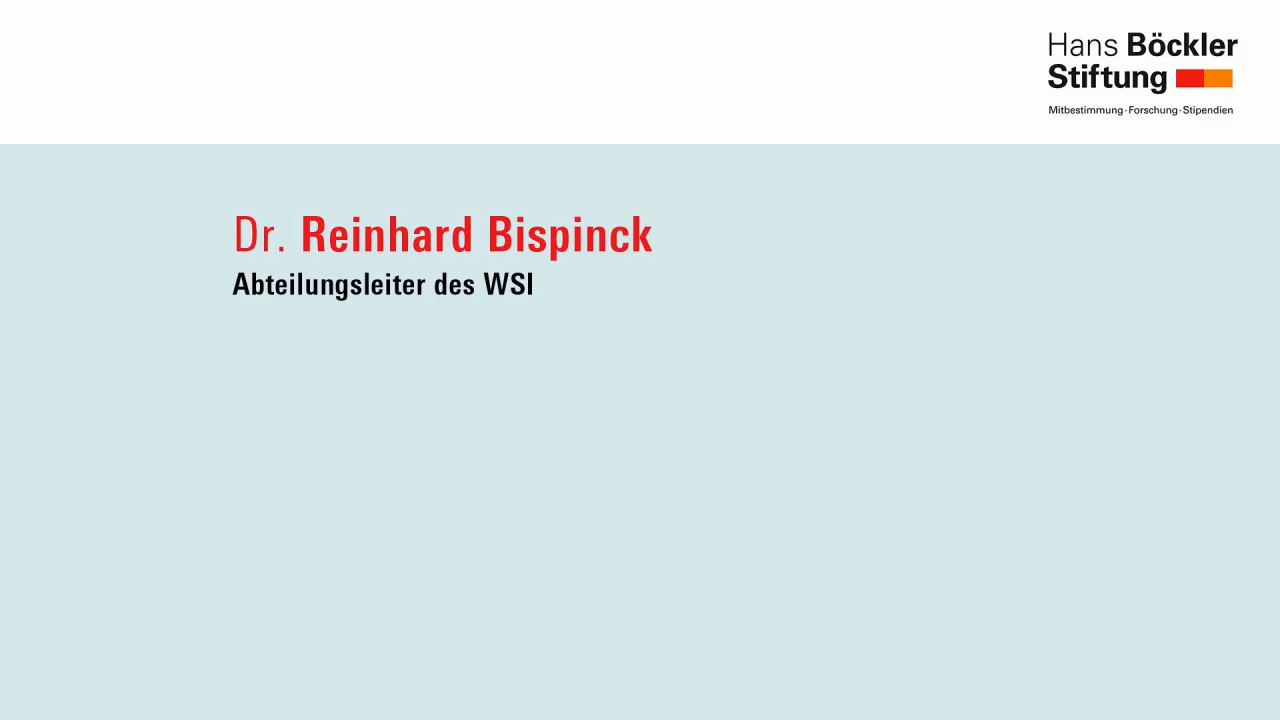 Hans Böckler
Stiftung
Mitbestimmung · Forschung · Stipendien
Dr. Reinhard Bispinck
Abteilungsleiter des WSI